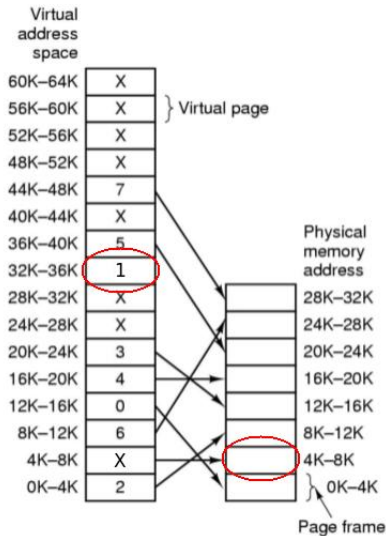 Virtual
address
space
60K–64K X
56K–60K X Virtual page
52K–56K X
48K–52K X
44K–48K 7
40K–44K X
36K–40K 5
32K–36K 1
28K–32K X
24K–28K X
20K–24K 3
16K–20K 4
12K–16K 0
8K–12K 6
4K–8K X
0K–4K 2
Physical
memory
address
28K–32K
24K–28K
20K–24K
16K–20K
12K–16K
8K–12K
4K–8K
0K–4K
Page frame